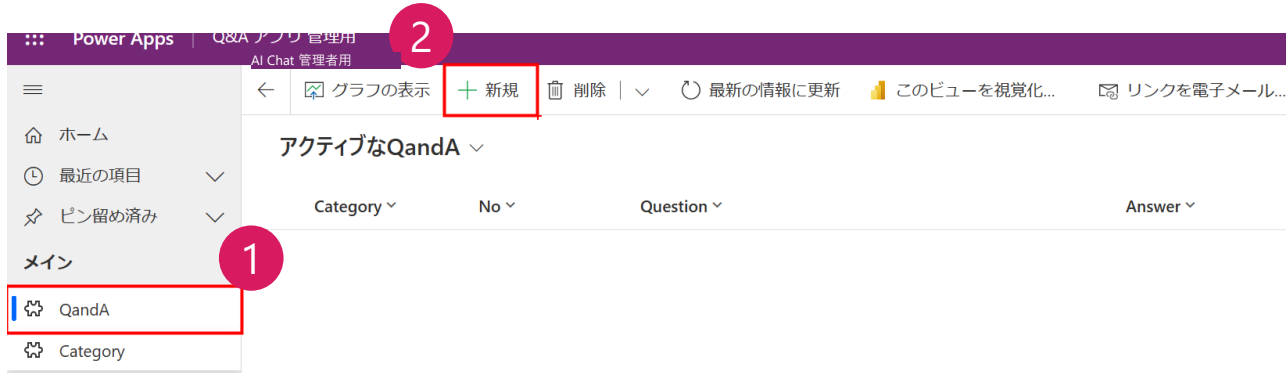 Power Apps Q&A アプリ 管理用
AI Chat 管理者用
2
グラフの表示 新規 削除 最新の情報に更新 このビューを視覚化... リンクを電子メール...
ホーム
最近の項目
ピン留め済み
メイン
1
QandA
Category
アクティブなQandA
Category No Question Answer